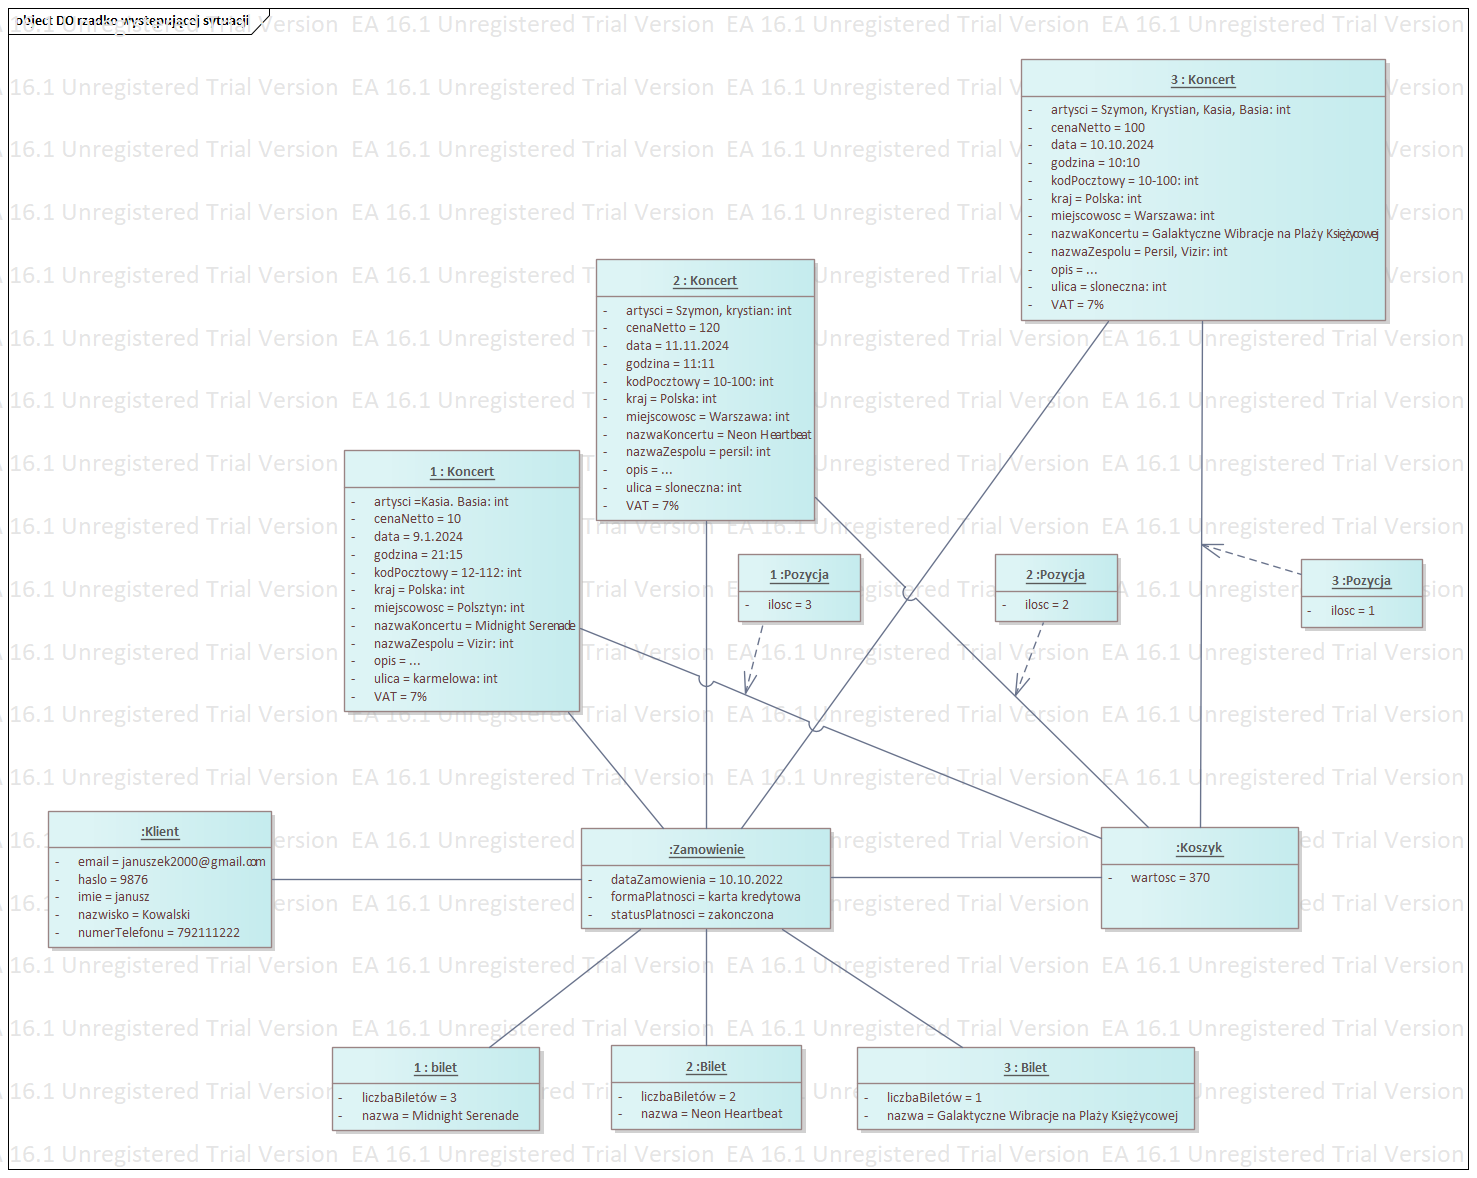 object DO rzadko występującej sytuacji
3 : Koncert
- artysci = Szymon, Krystian, Kasia, Basia: int
- cenaNetto = 100
- data = 10.10.2024
- godzina = 10:10
- kodPocztowy = 10-100: int
- kraj = Polska: int
- miejscowosc = Warszawa: int
- nazwaKoncertu = Galaktyczne Wibracje na Plaży Księżycowej
- nazwaZespolu = Persil, Vizir: int
- opis = ...
- ulica = sloneczna: int
- VAT = 7%
2 : Koncert
- artysci = Szymon, krystian: int
- cenaNetto = 120
- data = 11.11.2024
- godzina = 11:11
- kodPocztowy = 10-100: int
- kraj = Polska: int
- miejscowosc = Warszawa: int
- nazwaKoncertu = Neon Heartbeat
- nazwaZespolu = persil: int
- opis = ...
- ulica = sloneczna: int
- VAT = 7%
1 : Koncert
- artysci =Kasia. Basia: int
- cenaNetto = 10
- data = 9.1.2024
- godzina = 21:15
- kodPocztowy = 12-112: int
- kraj = Polska: int
- miejscowosc = Polsztyn: int
- nazwaKoncertu = Midnight Serenade
- nazwaZespolu = Vizir: int
- opis = ...
- ulica = karmelowa: int
- VAT = 7%
1 :Pozycja
- ilosc = 3
2 :Pozycja
- ilosc = 2
3 :Pozycja
- ilosc = 1
:Klient
- email = januszek2000@gmail.com
- haslo = 9876
- imie = janusz
- nazwisko = Kowalski
- numerTelefonu = 792111222
:Zamowienie
- dataZamowienia = 10.10.2022
- formaPlatnosci = karta kredytowa
- statusPlatnosci = zakonczona
:Koszyk
- wartosc = 370
1 : bilet
- liczbaBiletów = 3
- nazwa = Midnight Serenade
2 :Bilet
- liczbaBiletów = 2
- nazwa = Neon Heartbeat
3 : Bilet
- liczbaBiletów = 1
- nazwa = Galaktyczne Wibracje na Plaży Księżycowej
EA 16.1 Unregistered Trial Version